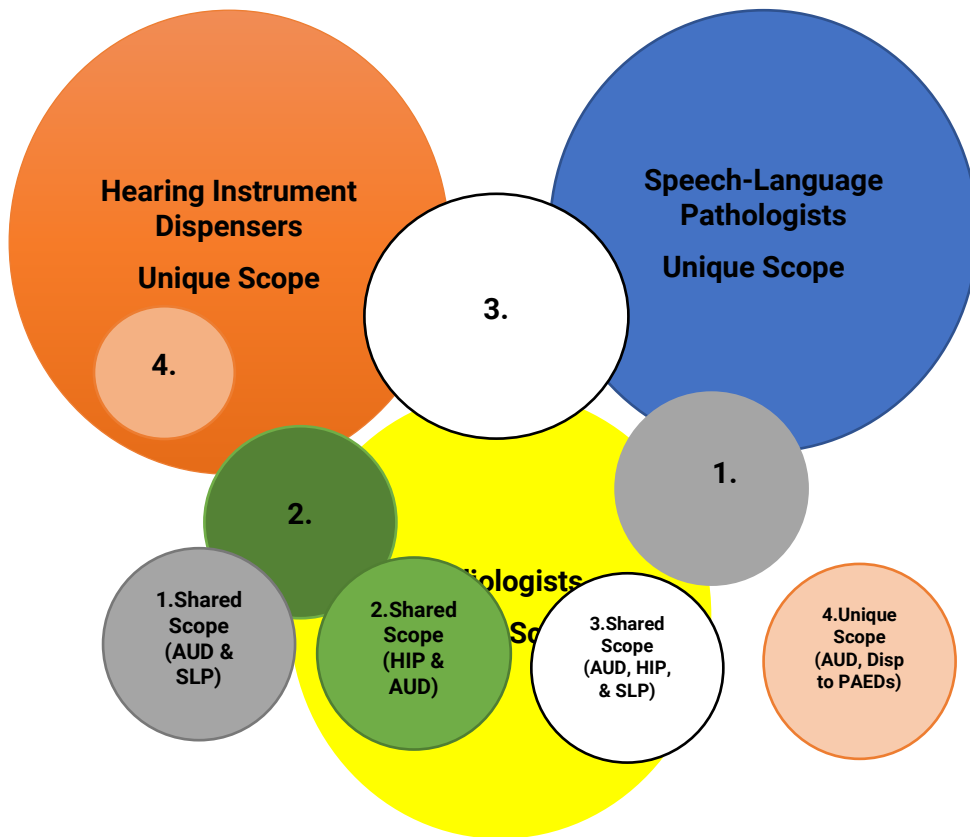 Hearing Instrument
Dispensers
Unique Scope
Speech-Language
Pathologists
Unique Scope
3.
4.
1.
2.
1.Shared
Scope
(AUD &
SLP)
2.Shared
Scope
(HIP &
AUD)
3.Shared
Scope
(AUD, HIP,
& SLP)
4.Unique
Scope
(AUD, Disp
to PAEDs)